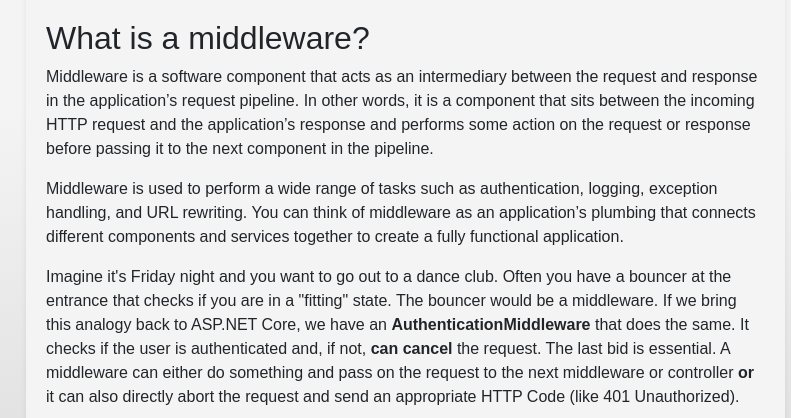 What is a middleware?
Middleware is a software component that acts as an intermediary between the request and response
in the application’s request pipeline. In other words, it is a component that sits between the incoming
HTTP request and the application’s response and performs some action on the request or response
before passing it to the next component in the pipeline.
Middleware is used to perform a wide range of tasks such as authentication, logging, exception
handling, and URL rewriting. You can think of middleware as an application’s plumbing that connects
different components and services together to create a fully functional application.
Imagine it's Friday night and you want to go out to a dance club. Often you have a bouncer at the
entrance that checks if you are in a "fitting" state. The bouncer would be a middleware. If we bring
this analogy back to ASP.NET Core, we have an AuthenticationMiddleware that does the same. It
checks if the user is authenticated and, if not, can cancel the request. The last bid is essential. A
middleware can either do something and pass on the request to the next middleware or controller or
it can also directly abort the request and send an appropriate HTTP Code (like 401 Unauthorized).